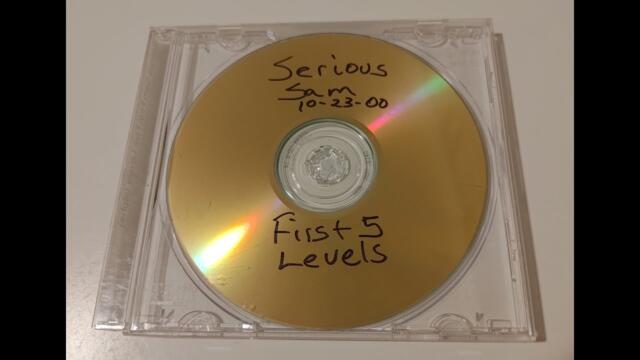 Serious
Sam
10-23-00
First 5
Levels